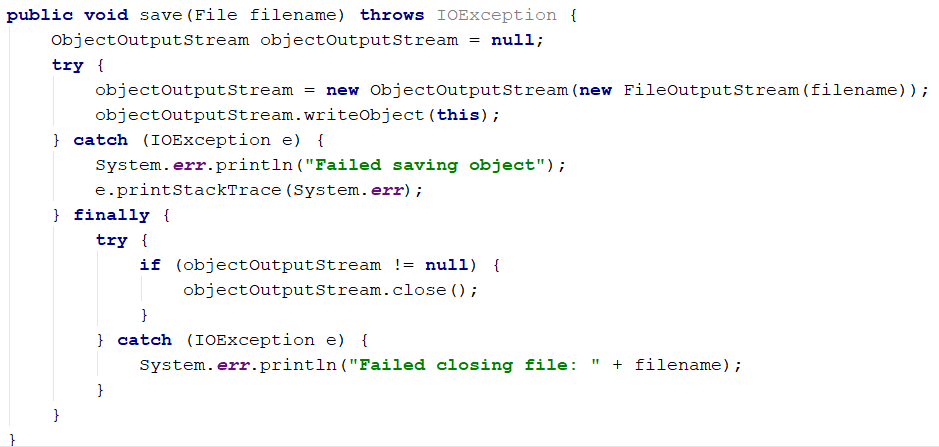 public void save(File filename) throws IOException {
    ObjectOutputStream objectOutputStream = null;
    try {
        objectOutputStream = new ObjectOutputStream(new FileOutputStream(filename));
        objectOutputStream.writeObject(this);
    } catch (IOException e) {
        System.err.println("Failed saving object");
        e.printStackTrace(System.err);
    } finally {
        try {
            if (objectOutputStream != null) {
                objectOutputStream.close();
            }
        } catch (IOException e) {
            System.err.println("Failed closing file: " + filename);
        }
    }
}